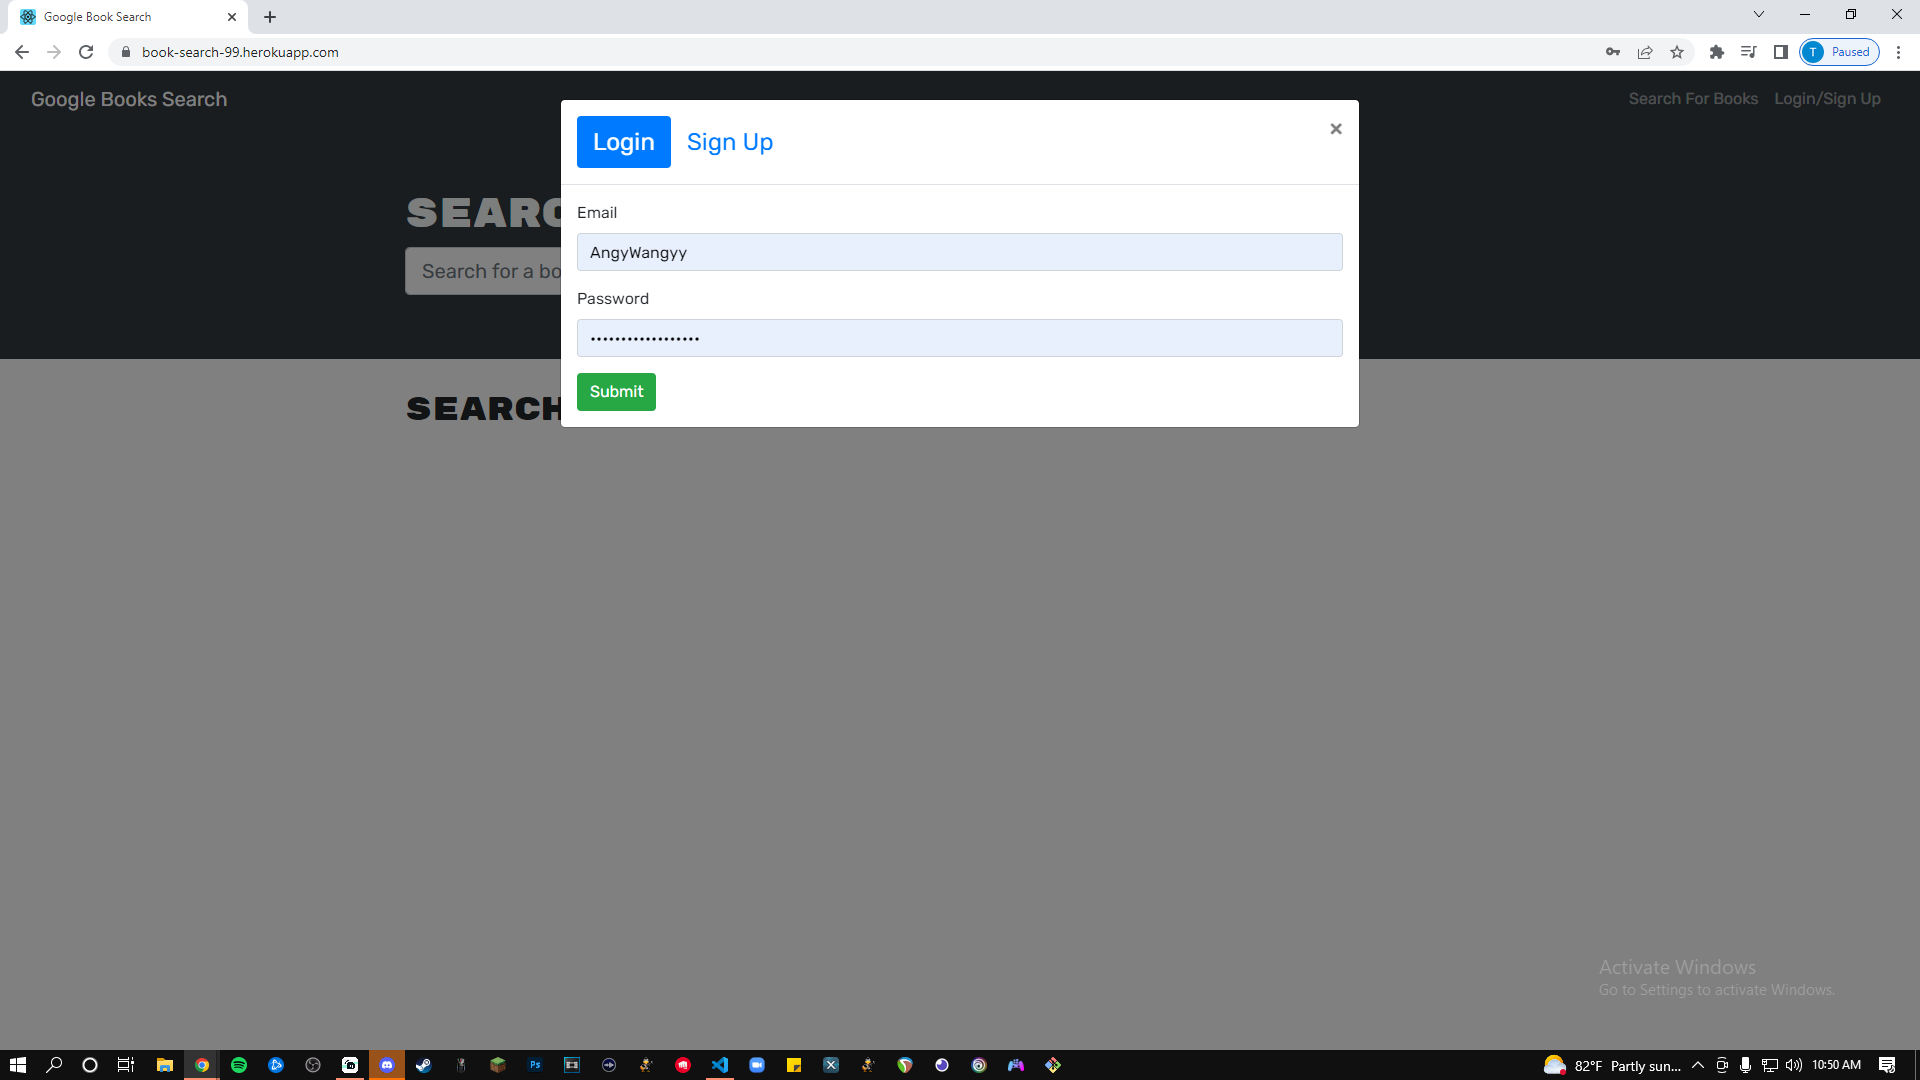 Google Book Search
book-search-99.herokuapp.com
T Paused
Google Books Search
Search For Books Login/Sign Up
Login Sign Up ×
SEARC
Email
AngyWangyy
Search for a bo
Password
••••••••••••••••••
Submit
SEARCH
Activate Windows
Go to Settings to activate Windows.
Ps
82°F Partly sun... 10:50 AM